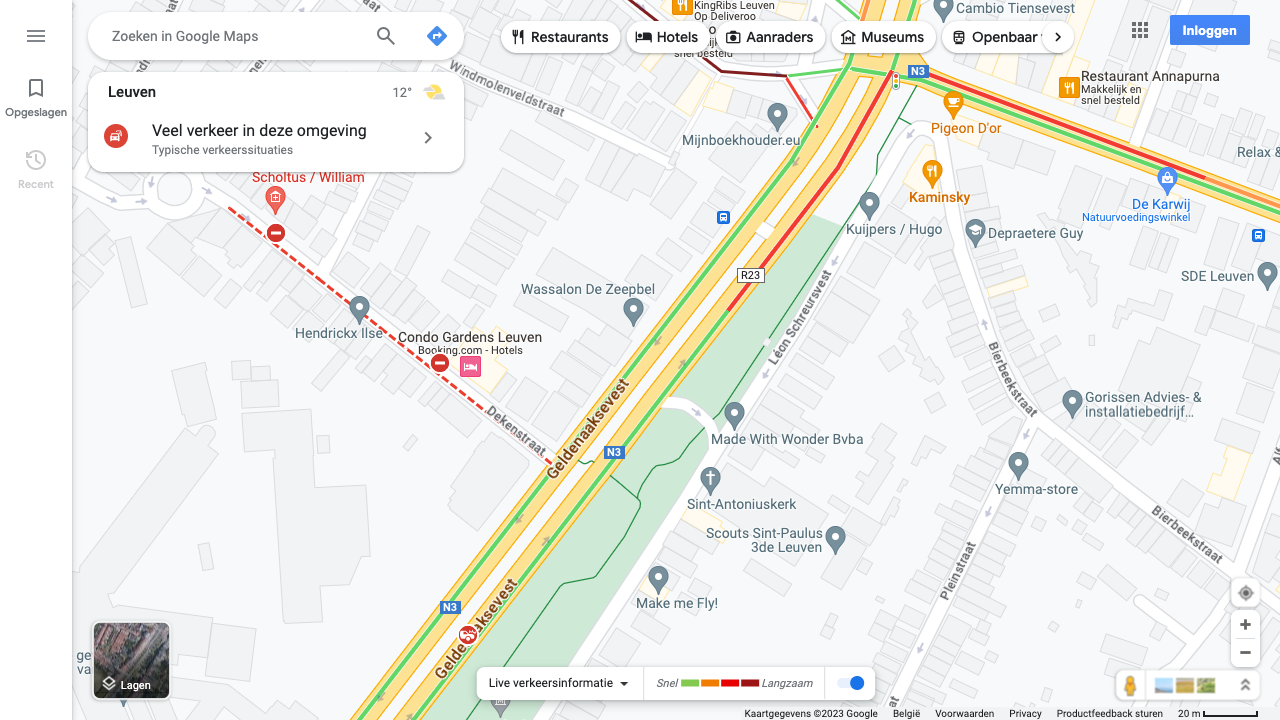 KingRibs Leuven
Op Deliveroo
Cambio Tiensevest
Zoeken in Google Maps
Restaurants
Hotels
Aanraders
Museums
Openbaar
Inloggen
snel besteld
N3
Opgeslagen
Recent
Leuven
12°
Veel verkeer in deze omgeving
Typische verkeerssituaties
Windmolenveldstraat
Restaurant Annapurna
Makkelijk en
snel besteld
Mijnboekhouder.eu
Pigeon D'or
Relax &
Scholtus / William
Kaminsky
De Karwij
Natuurvoedingswinkel
Kuijpers / Hugo
Depraetere Guy
R23
SDE Leuven
Wassalon De Zeepbel
Léon Schreursvest
Hendrickx Ilse
Condo Gardens Leuven
Booking.com - Hotels
Bierbeekstraat
Dekenstraat
Geldenaaksevest
Gorissen Advies- &
installatiebedrijf...
Made With Wonder Bvba
N3
Yemma-store
Sint-Antoniuskerk
Scouts Sint-Paulus
3de Leuven
Bierbeekstraat
Pleinstraat
Make me Fly!
N3
Geldenaaksevest
Lagen
Live verkeersinformatie
Snel
Langzaam
Kaartgegevens ©2023 Google
België
Voorwaarden
Privacy
Productfeedback sturen
20 m